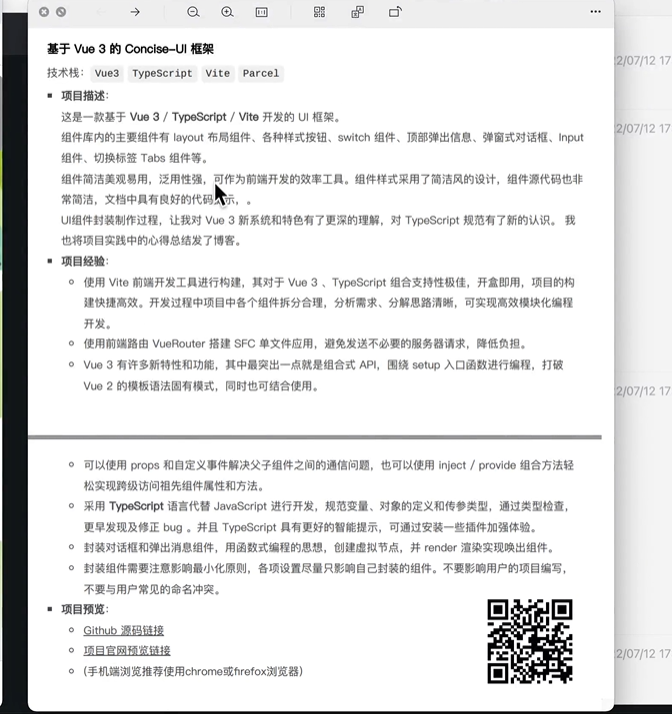 2/07/12 17
2/07/12 17
2/07/12 17
2/07/12 17
基于 Vue 3 的 Concise-UI 框架
技术栈: Vue3 TypeScript Vite Parcel
项目描述:
这是一款基于 Vue 3 / TypeScript / Vite 开发的 UI 框架。
组件库内的主要组件有 layout 布局组件、各种样式按钮、switch 组件、顶部弹出信息、弹窗式对话框、Input
组件、切换标签 Tabs 组件等。
组件简洁美观易用，泛用性强，可作为前端开发的效率工具。组件样式采用了简洁风的设计，组件源代码也非
常简洁，文档中具有良好的代码示，。
UI组件封装制作过程，让我对 Vue 3 新系统和特色有了更深的理解，对 TypeScript 规范有了新的认识。 我
也将项目实践中的心得总结发了博客。
项目经验:
使用 Vite 前端开发工具进行构建，其对于 Vue 3 、TypeScript 组合支持性极佳，开盒即用，项目的构
建快捷高效。开发过程中项目中各个组件拆分合理，分析需求、分解思路清晰，可实现高效模块化编程
开发。
使用前端路由 VueRouter 搭建 SFC 单文件应用，避免发送不必要的服务器请求，降低负担。
Vue 3 有许多新特性和功能，其中最突出一点就是组合式 API，围绕 setup 入口函数进行编程，打破
Vue 2 的模板语法固有模式，同时也可结合使用。
可以使用 props 和自定义事件解决父子组件之间的通信问题，也可以使用 inject / provide 组合方法轻
松实现跨级访问祖先组件属性和方法。
采用 TypeScript 语言代替 JavaScript 进行开发，规范变量、对象的定义和传参类型，通过类型检查，
更早发现及修正 bug 。并且 TypeScript 具有更好的智能提示，可通过安装一些插件加强体验。
封装对话框和弹出消息组件，用函数式编程的思想，创建虚拟节点，并 render 渲染实现唤出组件。
封装组件需要注意影响最小化原则，各项设置尽量只影响自己封装的组件。不要影响用户的项目编写，
不要与用户常见的命名冲突。
项目预览:
Github 源码链接
项目官网预览链接
(手机端浏览推荐使用chrome或firefox浏览器)